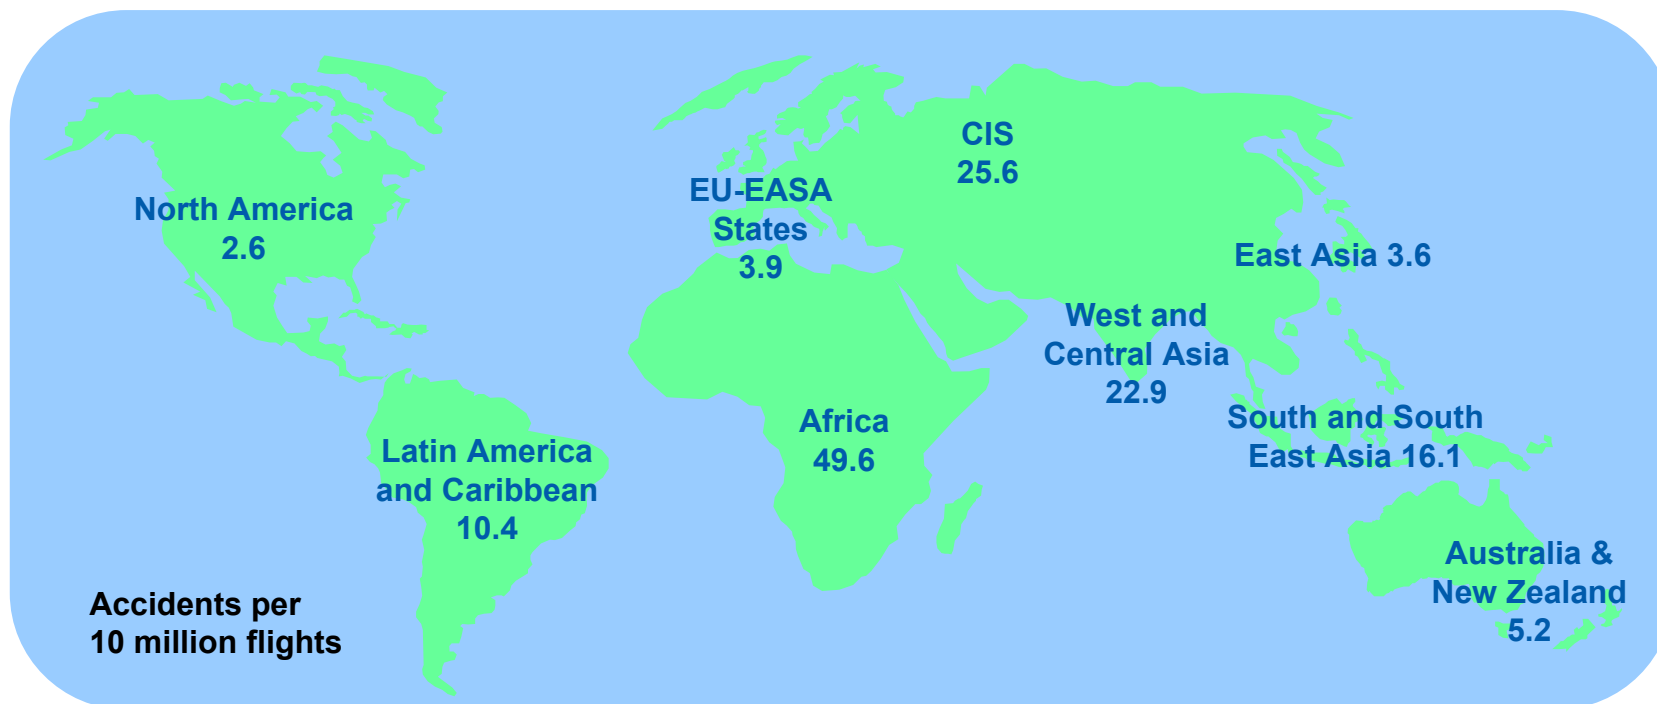 CIS
25.6
EU-EASA
States
3.9
North America
2.6
East Asia 3.6
West and
Central Asia
22.9
Africa
49.6
South and South
East Asia 16.1
Latin America
and Caribbean
10.4
Australia &
New Zealand
5.2
Accidents per
10 million flights